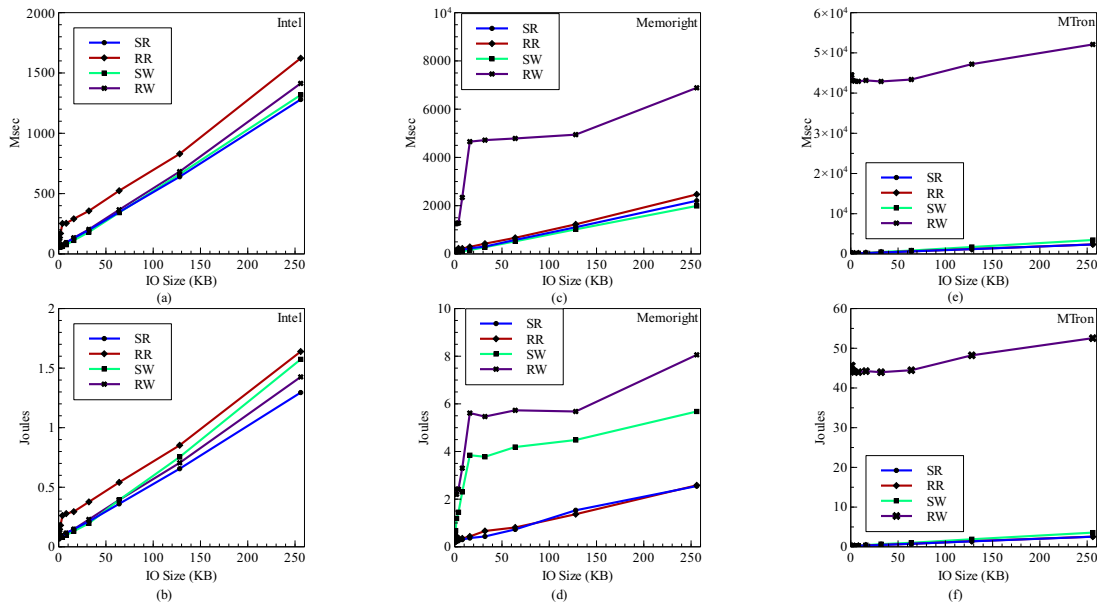 Intel
SR
RR
SW
RW
2000
1500
1000
500
0
Msec
0 50 100 150 200 250
IO Size (KB)
(a)
Memoright
SR
RR
SW
RW
10⁴
8000
6000
4000
2000
0
Msec
0 50 100 150 200 250
IO Size (KB)
(c)
MTron
6×10⁴
5×10⁴
4×10⁴
3×10⁴
2×10⁴
10⁴
0
Msec
SR
RR
SW
RW
0 50 100 150 200 250
IO Size (KB)
(e)
Intel
SR
RR
SW
RW
2
1.5
1
0.5
0
Joules
0 50 100 150 200 250
IO Size (KB)
(b)
Memoright
SR
RR
SW
RW
10
8
6
4
2
0
Joules
0 50 100 150 200 250
IO Size (KB)
(d)
MTron
60
50
40
30
20
10
0
Joules
SR
RR
SW
RW
0 50 100 150 200 250
IO Size (KB)
(f)